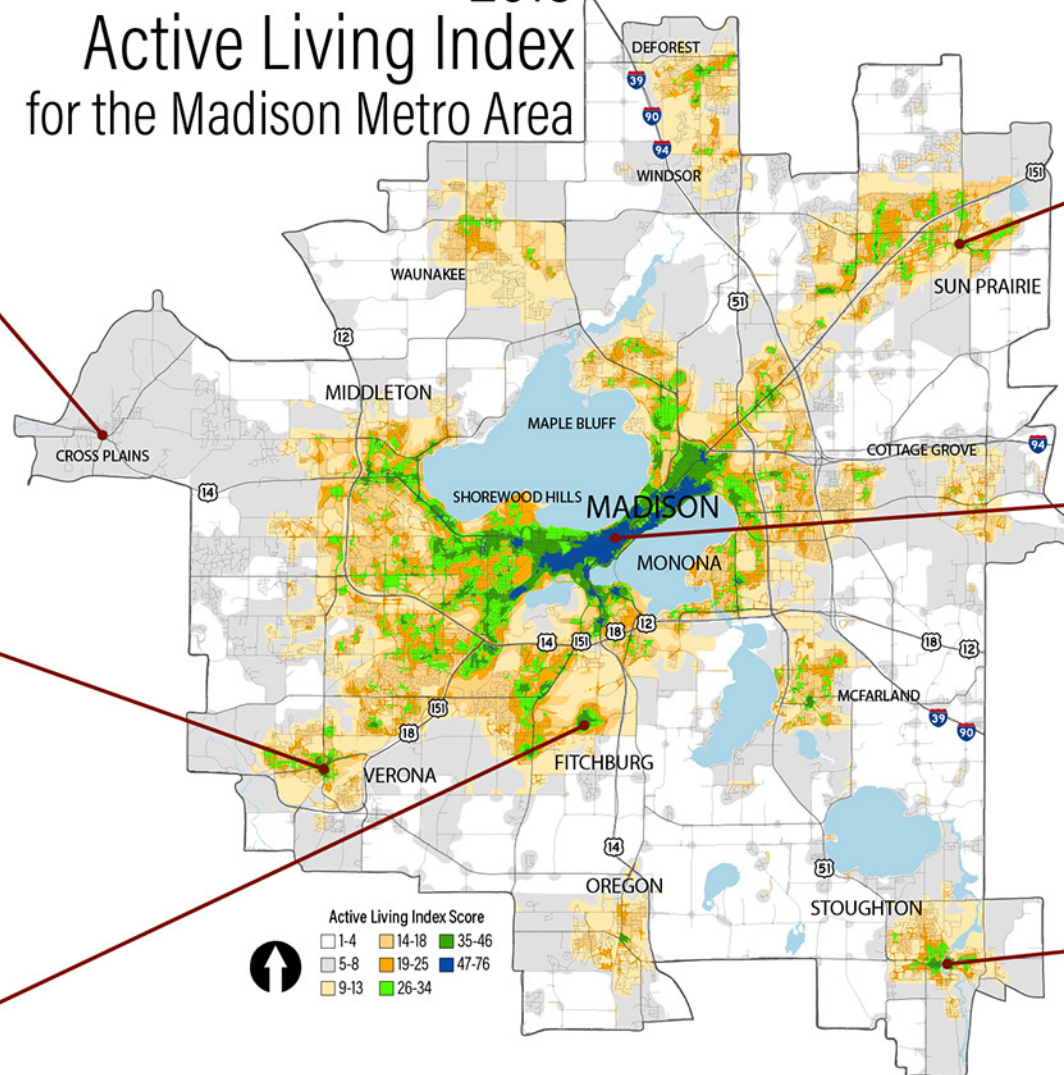 Active Living Index
for the Madison Metro Area
DEFOREST
39
90
94
WINDSOR
151
WAUNAKEE
SUN PRAIRIE
51
12
MIDDLETON
MAPLE BLUFF
CROSS PLAINS
COTTAGE GROVE
94
14
SHOREWOOD HILLS
MADISON
MONONA
14
151
18
12
18
12
MCFARLAND
151
39
90
18
FITCHBURG
VERONA
14
51
OREGON
STOUGHTON
Active Living Index Score
1-4
14-18
35-46
5-8
19-25
47-76
9-13
26-34